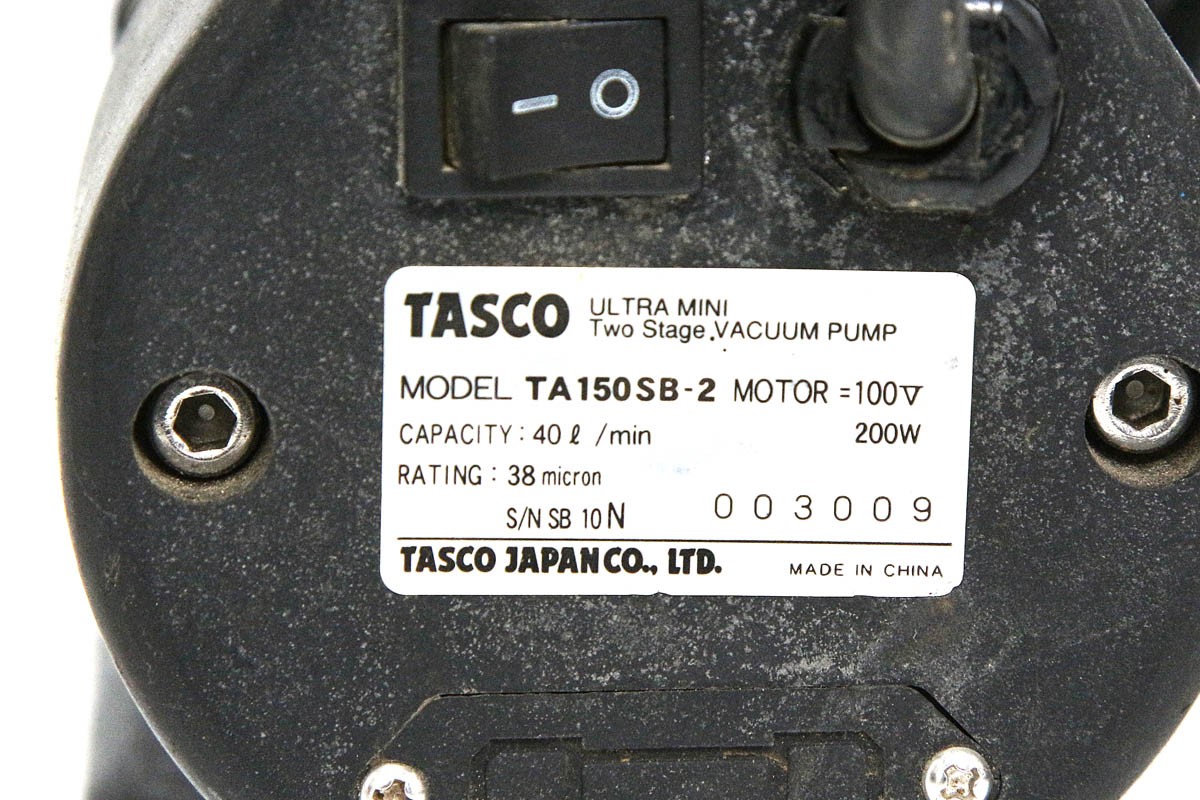 TASCO ULTRA MINI
Two Stage.VACUUM PUMP
MODEL TA150SB-2 MOTOR=100V
CAPACITY: 40ℓ /min 200W
RATING: 38 micron
S/N SB 10N 003009
TASCO JAPAN CO., LTD. MADE IN CHINA